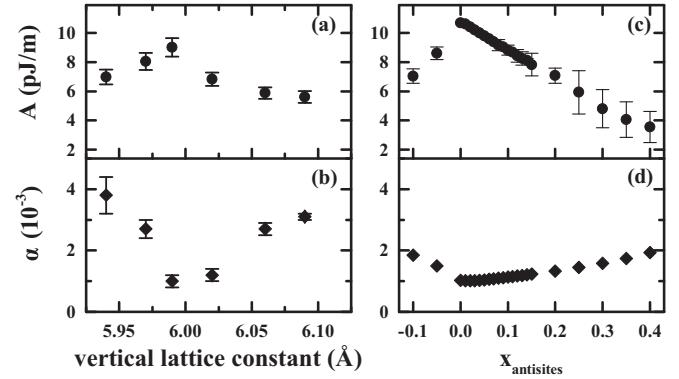 (a)
(c)
A (pJ/m)
10
8
6
4
2
10
8
6
4
2
(b)
(d)
α (10⁻³)
4
2
0
4
2
0
5.95 6.00 6.05 6.10
-0.1 0.0 0.1 0.2 0.3 0.4
vertical lattice constant (Å)
x_antisites